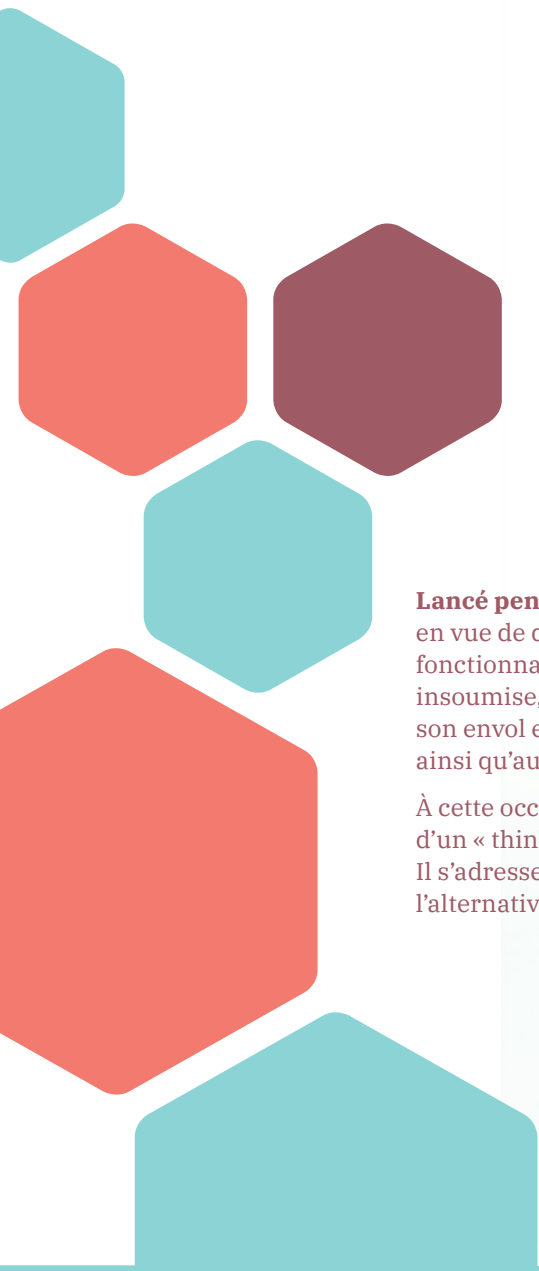 Lancé pen
en vue de d
fonctionna
insoumise,
son envol e
ainsi qu’au
À cette occ
d’un « thin
Il s’adresse
l’alternativ